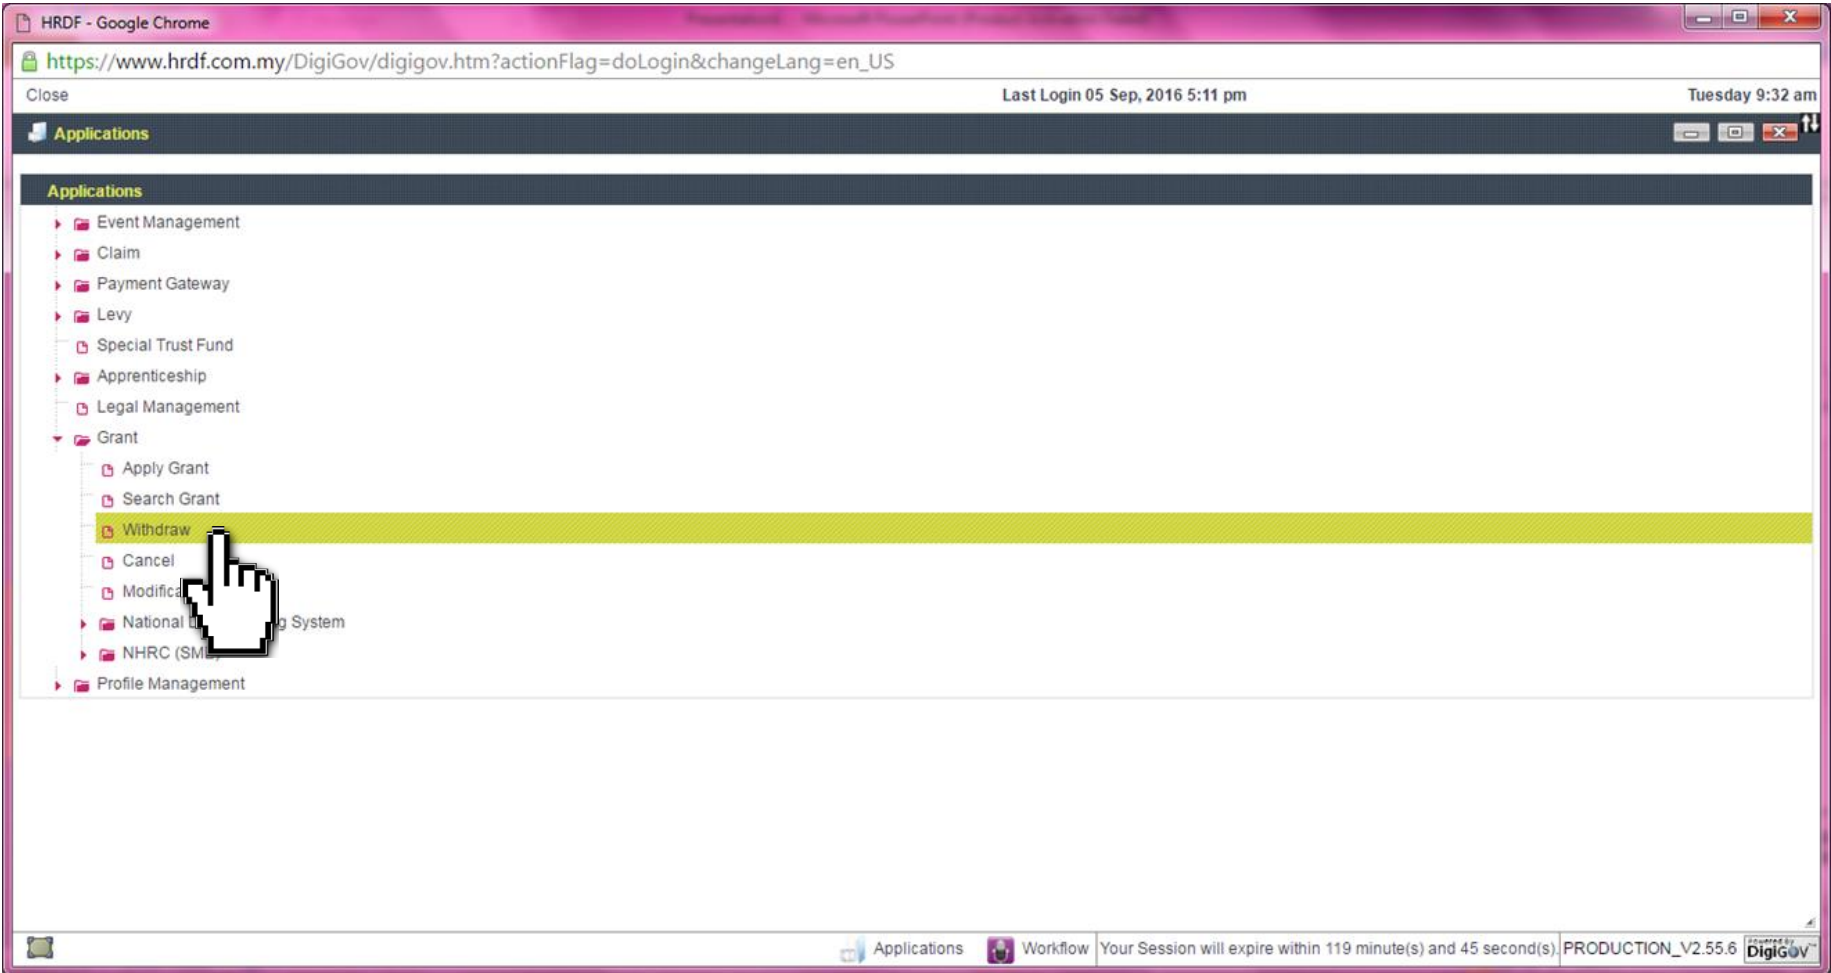 HRDF - Google Chrome
https://www.hrdf.com.my/DigiGov/digigov.htm?actionFlag=doLogin&changeLang=en_US
Close Last Login 05 Sep, 2016 5:11 pm Tuesday 9:32 am
Applications
Applications
Event Management
Claim
Payment Gateway
Levy
Special Trust Fund
Apprenticeship
Legal Management
Grant
Apply Grant
Search Grant
Withdraw
Cancel
National System
NHRC
Profile Management
Applications Workflow Your Session will expire within 119 minute(s) and 45 second(s). PRODUCTION_V2.55.6 Powered by DigiGOV